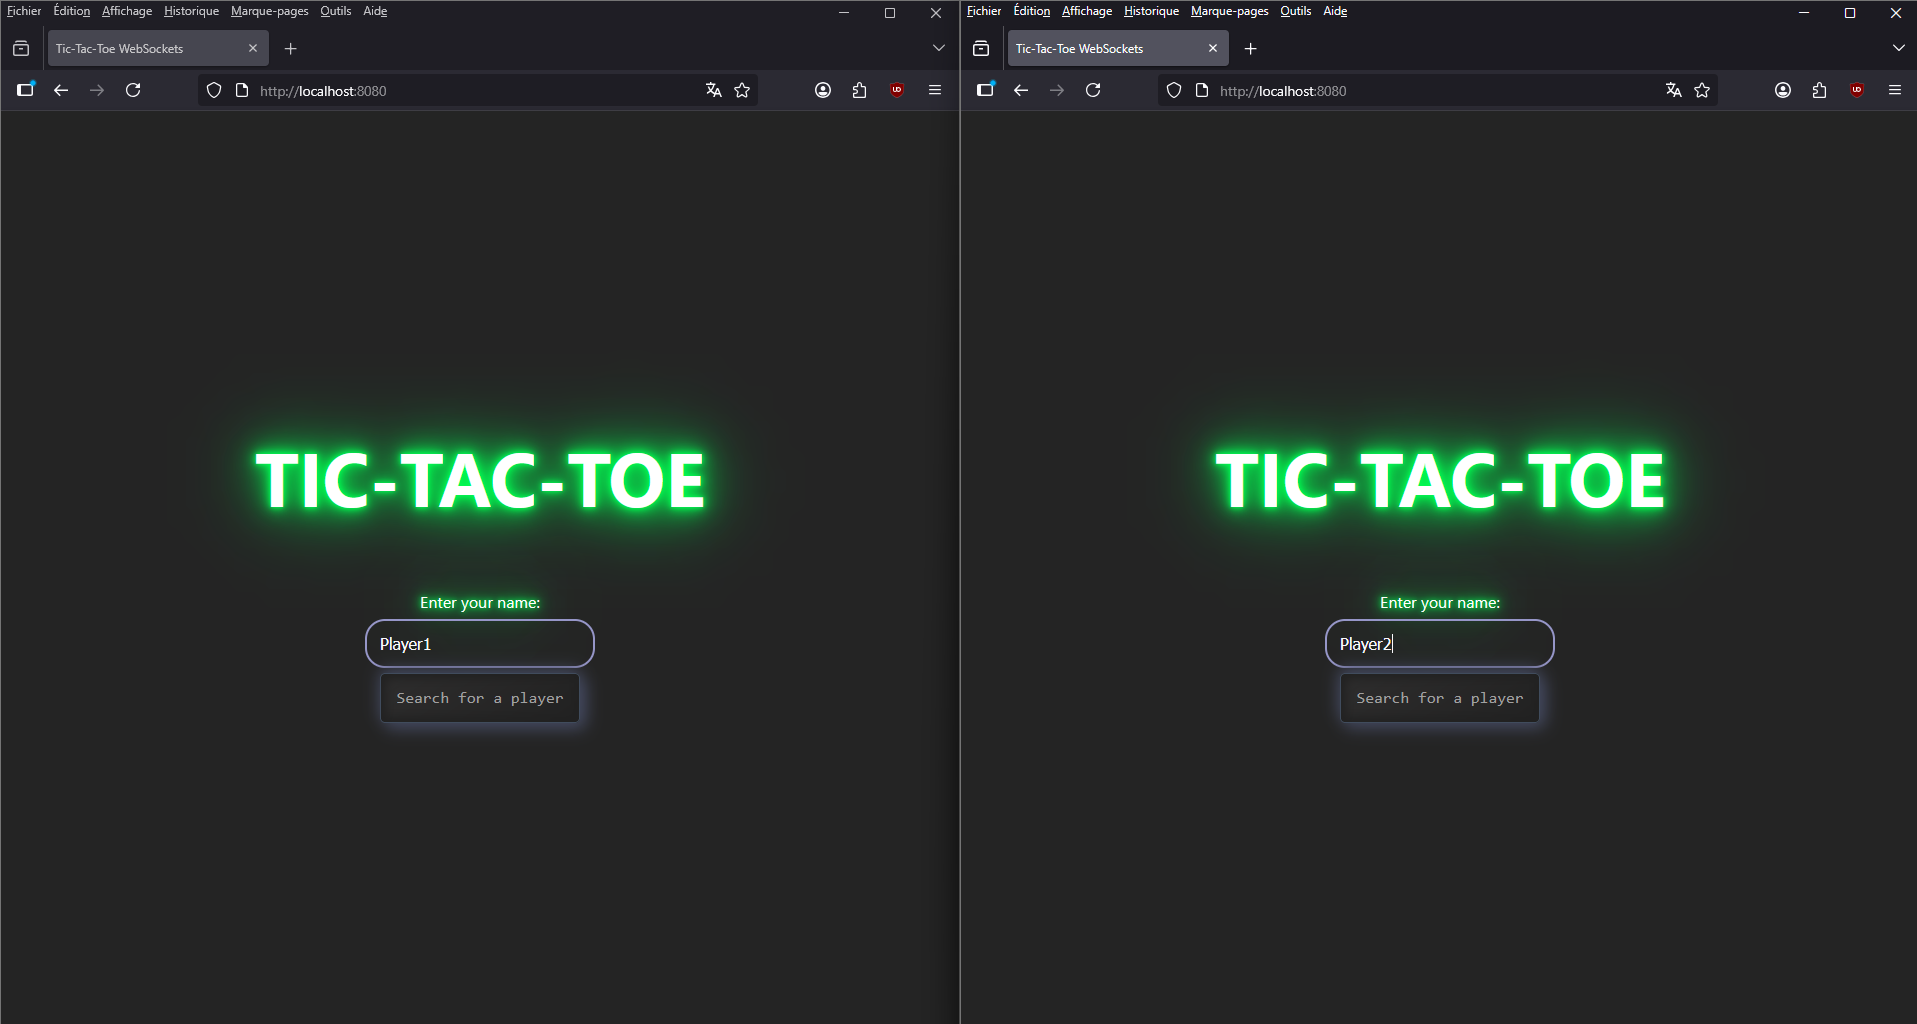 Fichier Édition Affichage Historique Marque-pages Outils Aide
Tic-Tac-Toe WebSockets
http://localhost:8080
TIC-TAC-TOE
Enter your name:
Player1
Search for a player
Fichier Édition Affichage Historique Marque-pages Outils Aide
Tic-Tac-Toe WebSockets
http://localhost:8080
TIC-TAC-TOE
Enter your name:
Player2
Search for a player